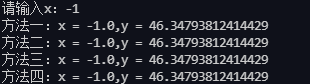 请输入x: -1
方法一：x = -1.0,y = 46.34793812414429
方法二：x = -1.0,y = 46.34793812414429
方法三：x = -1.0,y = 46.34793812414429
方法四：x = -1.0,y = 46.34793812414429